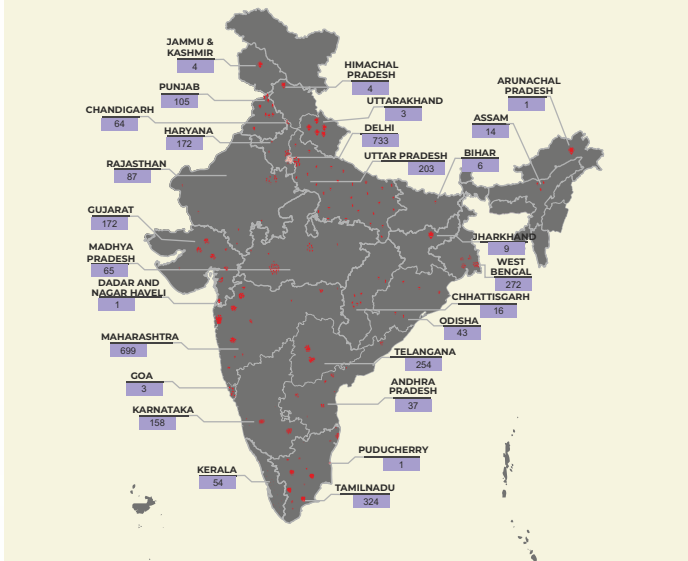 JAMMU &
KASHMIR
4
HIMACHAL
PRADESH
4
PUNJAB
105
UTTARAKHAND
3
ARUNACHAL
PRADESH
1
CHANDIGARH
64
ASSAM
14
HARYANA
172
DELHI
733
RAJASTHAN
87
UTTAR PRADESH
203
BIHAR
6
GUJARAT
172
JHARKHAND
9
MADHYA
PRADESH
65
WEST
BENGAL
272
DADAR AND
NAGAR HAVELI
1
CHHATTISGARH
16
ODISHA
43
MAHARASHTRA
699
TELANGANA
254
GOA
3
ANDHRA
PRADESH
37
KARNATAKA
158
PUDUCHERRY
1
KERALA
54
TAMILNADU
324